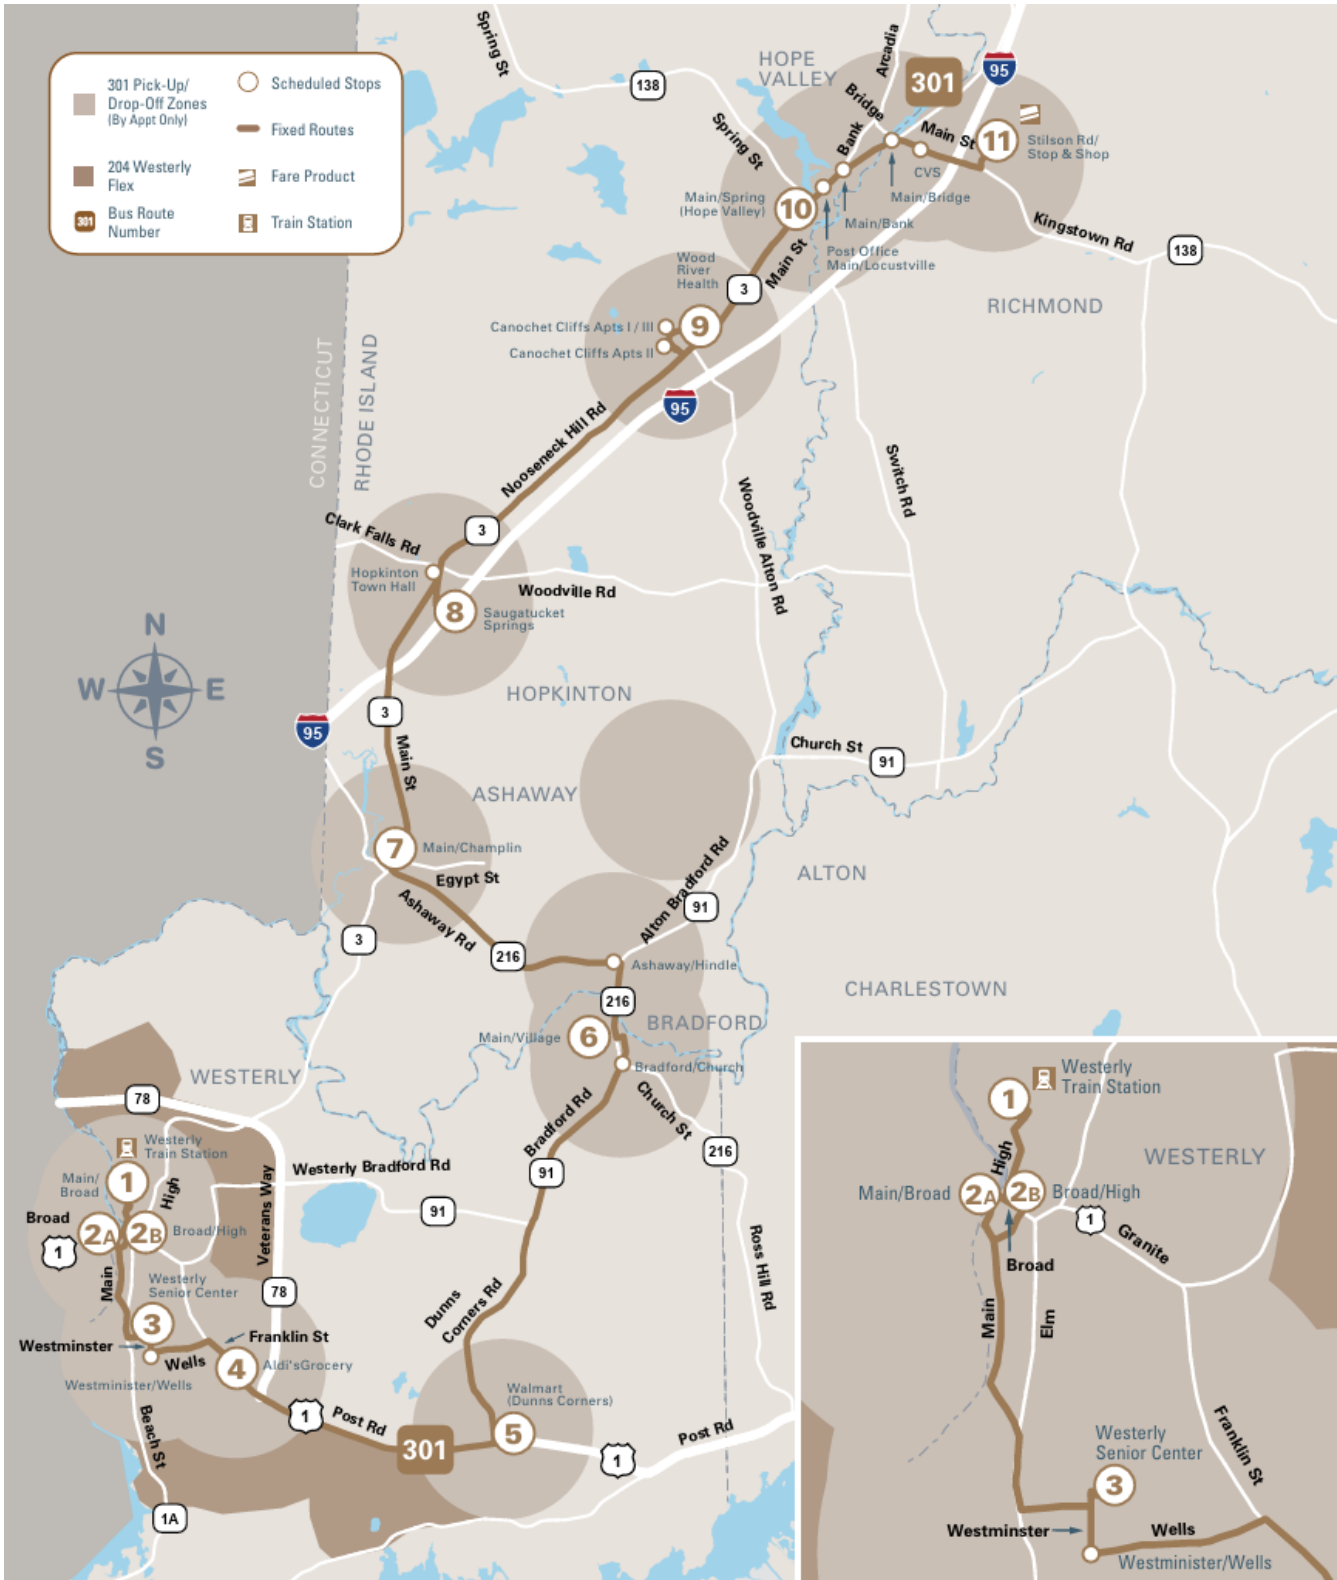 301 Pick-Up/
Drop-Off Zones
(By Appt Only)
204 Westerly
Flex
301
Bus Route
Number
Scheduled Stops
Fixed Routes
Fare Product
Train Station
Spring St
138
HOPE
VALLEY
Arcadia
301
95
Bridge
Main St
11
Stilson Rd/
Stop & Shop
Spring St
Bank
CVS
Main/Bridge
Main/Spring
(Hope Valley)
10
Main/Bank
Post Office
Main/Locustville
Kingstown Rd
138
Main St
3
Wood
River
Health
RICHMOND
Canochet Cliffs Apts I / III
Canochet Cliffs Apts II
9
95
CONNECTICUT
RHODE ISLAND
Nooseneck Hill Rd
Switch Rd
Woodville Alton Rd
3
Clark Falls Rd
Hopkinton
Town Hall
Woodville Rd
8
Saugatucket
Springs
N
W
E
S
HOPKINTON
95
3
Main St
Church St
91
ASHAWAY
7
Main/Champlin
Egypt St
ALTON
Ashaway Rd
Alton Bradford Rd
91
3
216
Ashaway/Hindle
CHARLESTOWN
216
BRADFORD
Main/Village
6
Bradford/Church
WESTERLY
78
Bradford Rd
Church St
216
Westerly
Train Station
Main/
Broad
1
High
Westerly Bradford Rd
91
91
Broad
1
2A
2B
Broad/High
Veterans Way
Ross Hill Rd
Main
Westerly
Senior Center
78
3
Dunns
Corners Rd
Westminster
Wells
Franklin St
4
Aldi'sGrocery
Westminister/Wells
Walmart
(Dunns Corners)
Beach St
1
Post Rd
301
5
1
Post Rd
1A
Westerly
Train Station
1
High
WESTERLY
Main/Broad
2A
2B
Broad/High
1
Granite
Broad
Main
Elm
Franklin St
Westerly
Senior Center
3
Westminster
Wells
Westminister/Wells